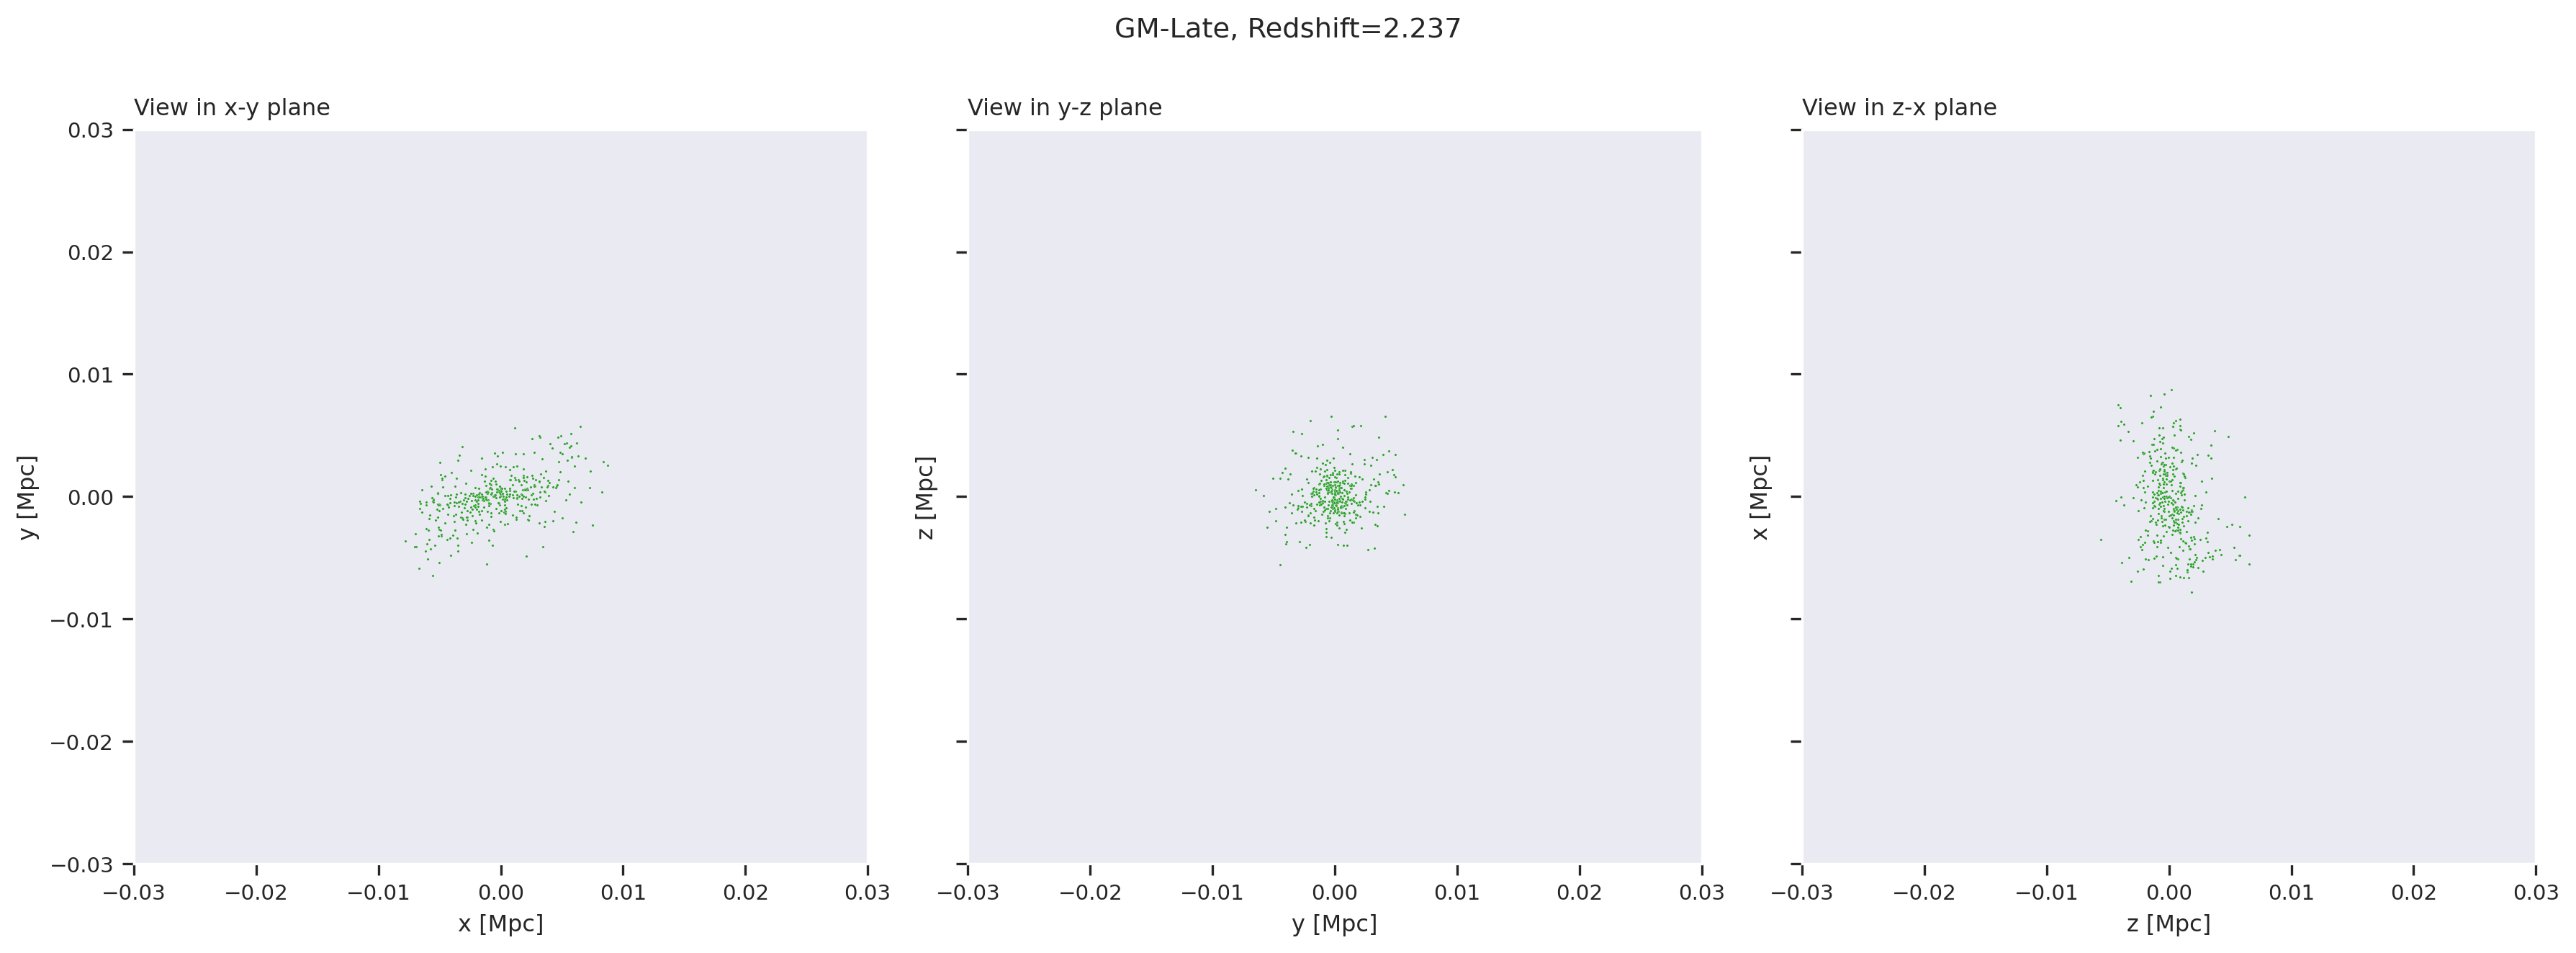 GM-Late, Redshift=2.237
View in x-y plane
View in y-z plane
View in z-x plane
0.03
0.02
0.01
0.00
−0.01
−0.02
−0.03
y [Mpc]
z [Mpc]
x [Mpc]
−0.03 −0.02 −0.01 0.00 0.01 0.02 0.03
−0.03 −0.02 −0.01 0.00 0.01 0.02 0.03
−0.03 −0.02 −0.01 0.00 0.01 0.02 0.03
x [Mpc]
y [Mpc]
z [Mpc]